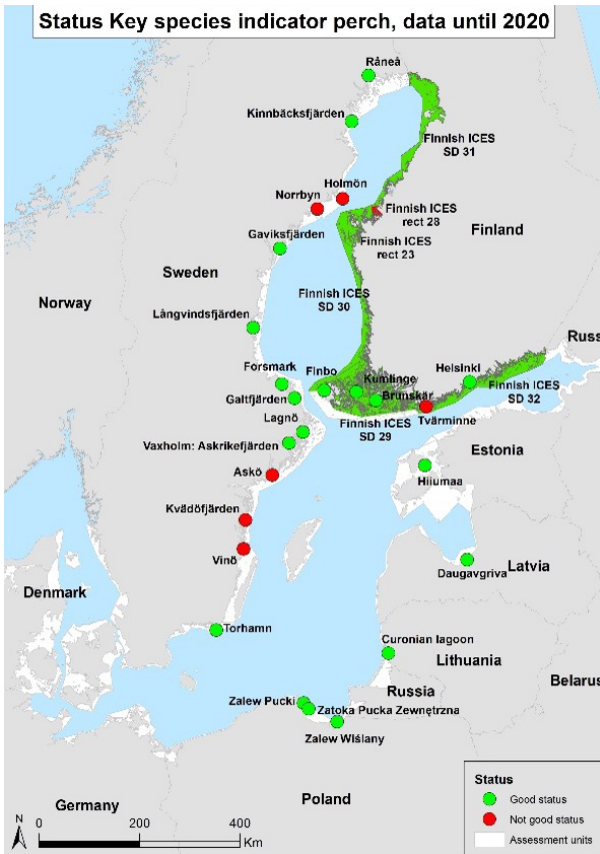 Status Key species indicator perch, data until 2020
Råneå
Kinnbäcksfjärden
Finnish ICES
SD 31
Holmön
Norrbyn
Finnish ICES
rect 28
Gaviksfjärden
Finnish ICES
rect 23
Finland
Sweden
Norway
Finnish ICES
SD 30
Långvindsfjärden
Russ
Forsmark
Finbo
Helsinki
Kumlinge
Finnish ICES
SD 32
Galtfjärden
Brunskär
Lagnö
Tvärminne
Finnish ICES
SD 29
Vaxholm: Askrikefjärden
Estonia
Askö
Hiiumaa
Kvädöfjärden
Vinö
Daugavgriva
Latvia
Denmark
Torhamn
Curonian lagoon
Lithuania
Russia
Belarus
Zalew Pucki
Zatoka Pucka Zewnętrzna
Zalew Wiślany
Status
Good status
Not good status
Assessment units
Germany
Poland
N
0 200 400
Km